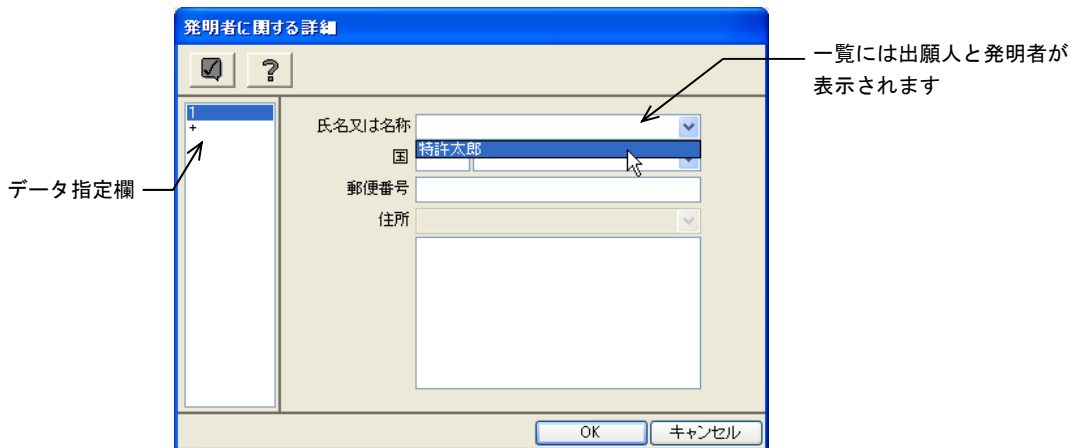 発明者に関する詳細
一覧には出願人と発明者が
表示されます
1
+
氏名又は名称
特許太郎
国
データ指定欄
郵便番号
住所
OK
キャンセル